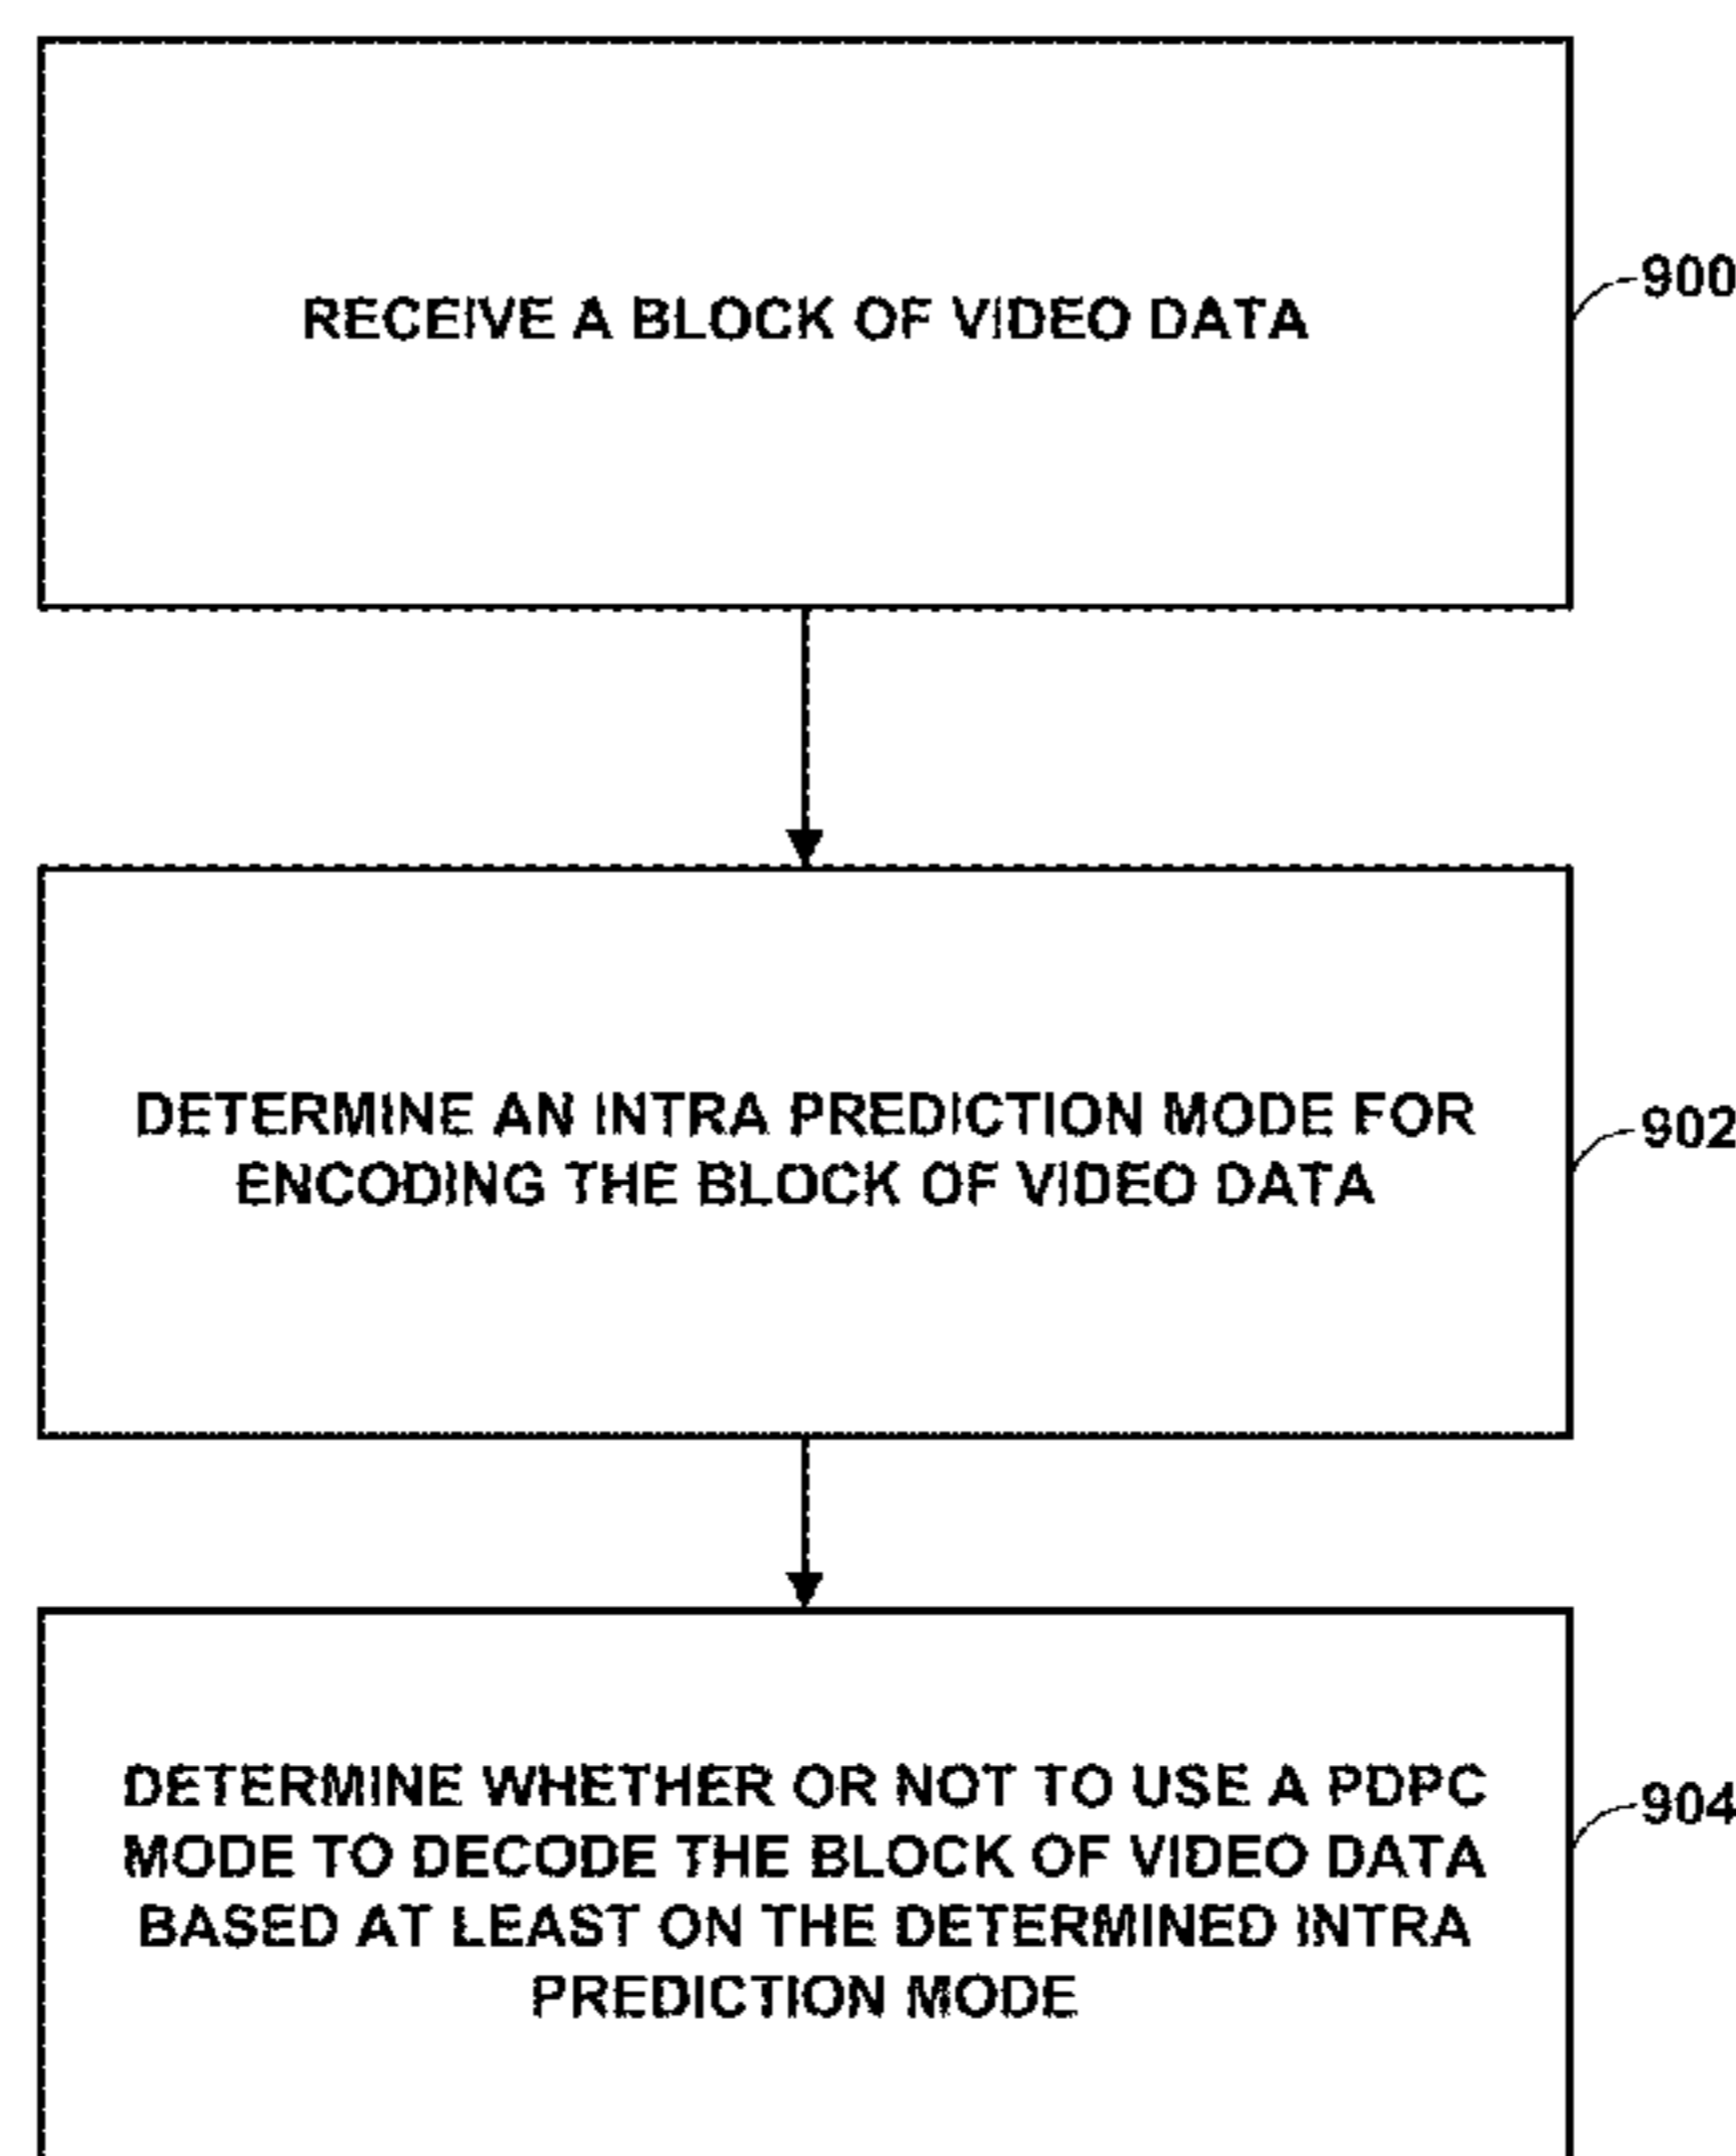 RECEIVE A BLOCK OF VIDEO DATA
900
DETERMINE AN INTRA PREDICTION MODE FOR
ENCODING THE BLOCK OF VIDEO DATA
902
DETERMINE WHETHER OR NOT TO USE A PDPC
MODE TO DECODE THE BLOCK OF VIDEO DATA
BASED AT LEAST ON THE DETERMINED INTRA
PREDICTION MODE
904